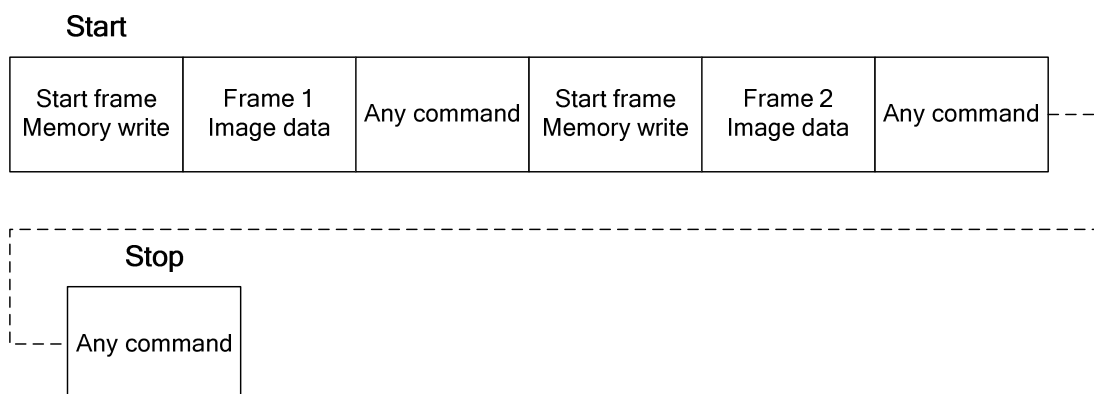 Start
Start frame
Memory write
Frame 1
Image data
Any command
Start frame
Memory write
Frame 2
Image data
Any command
Stop
Any command